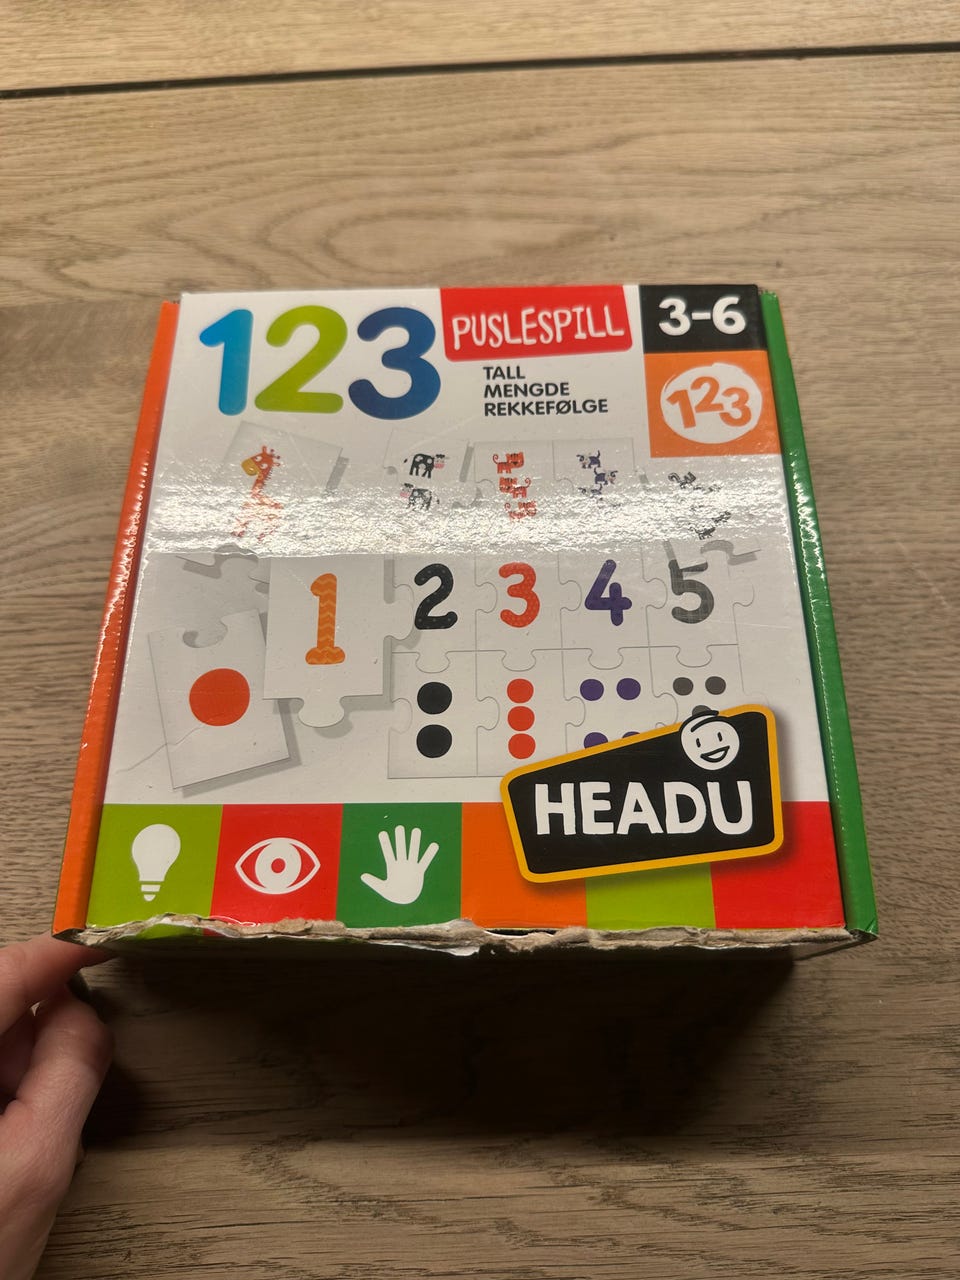 123
PUSLESPILL
3-6
TALL
MENGDE
REKKEFØLGE
123
1 2 3 4 5
HEADU